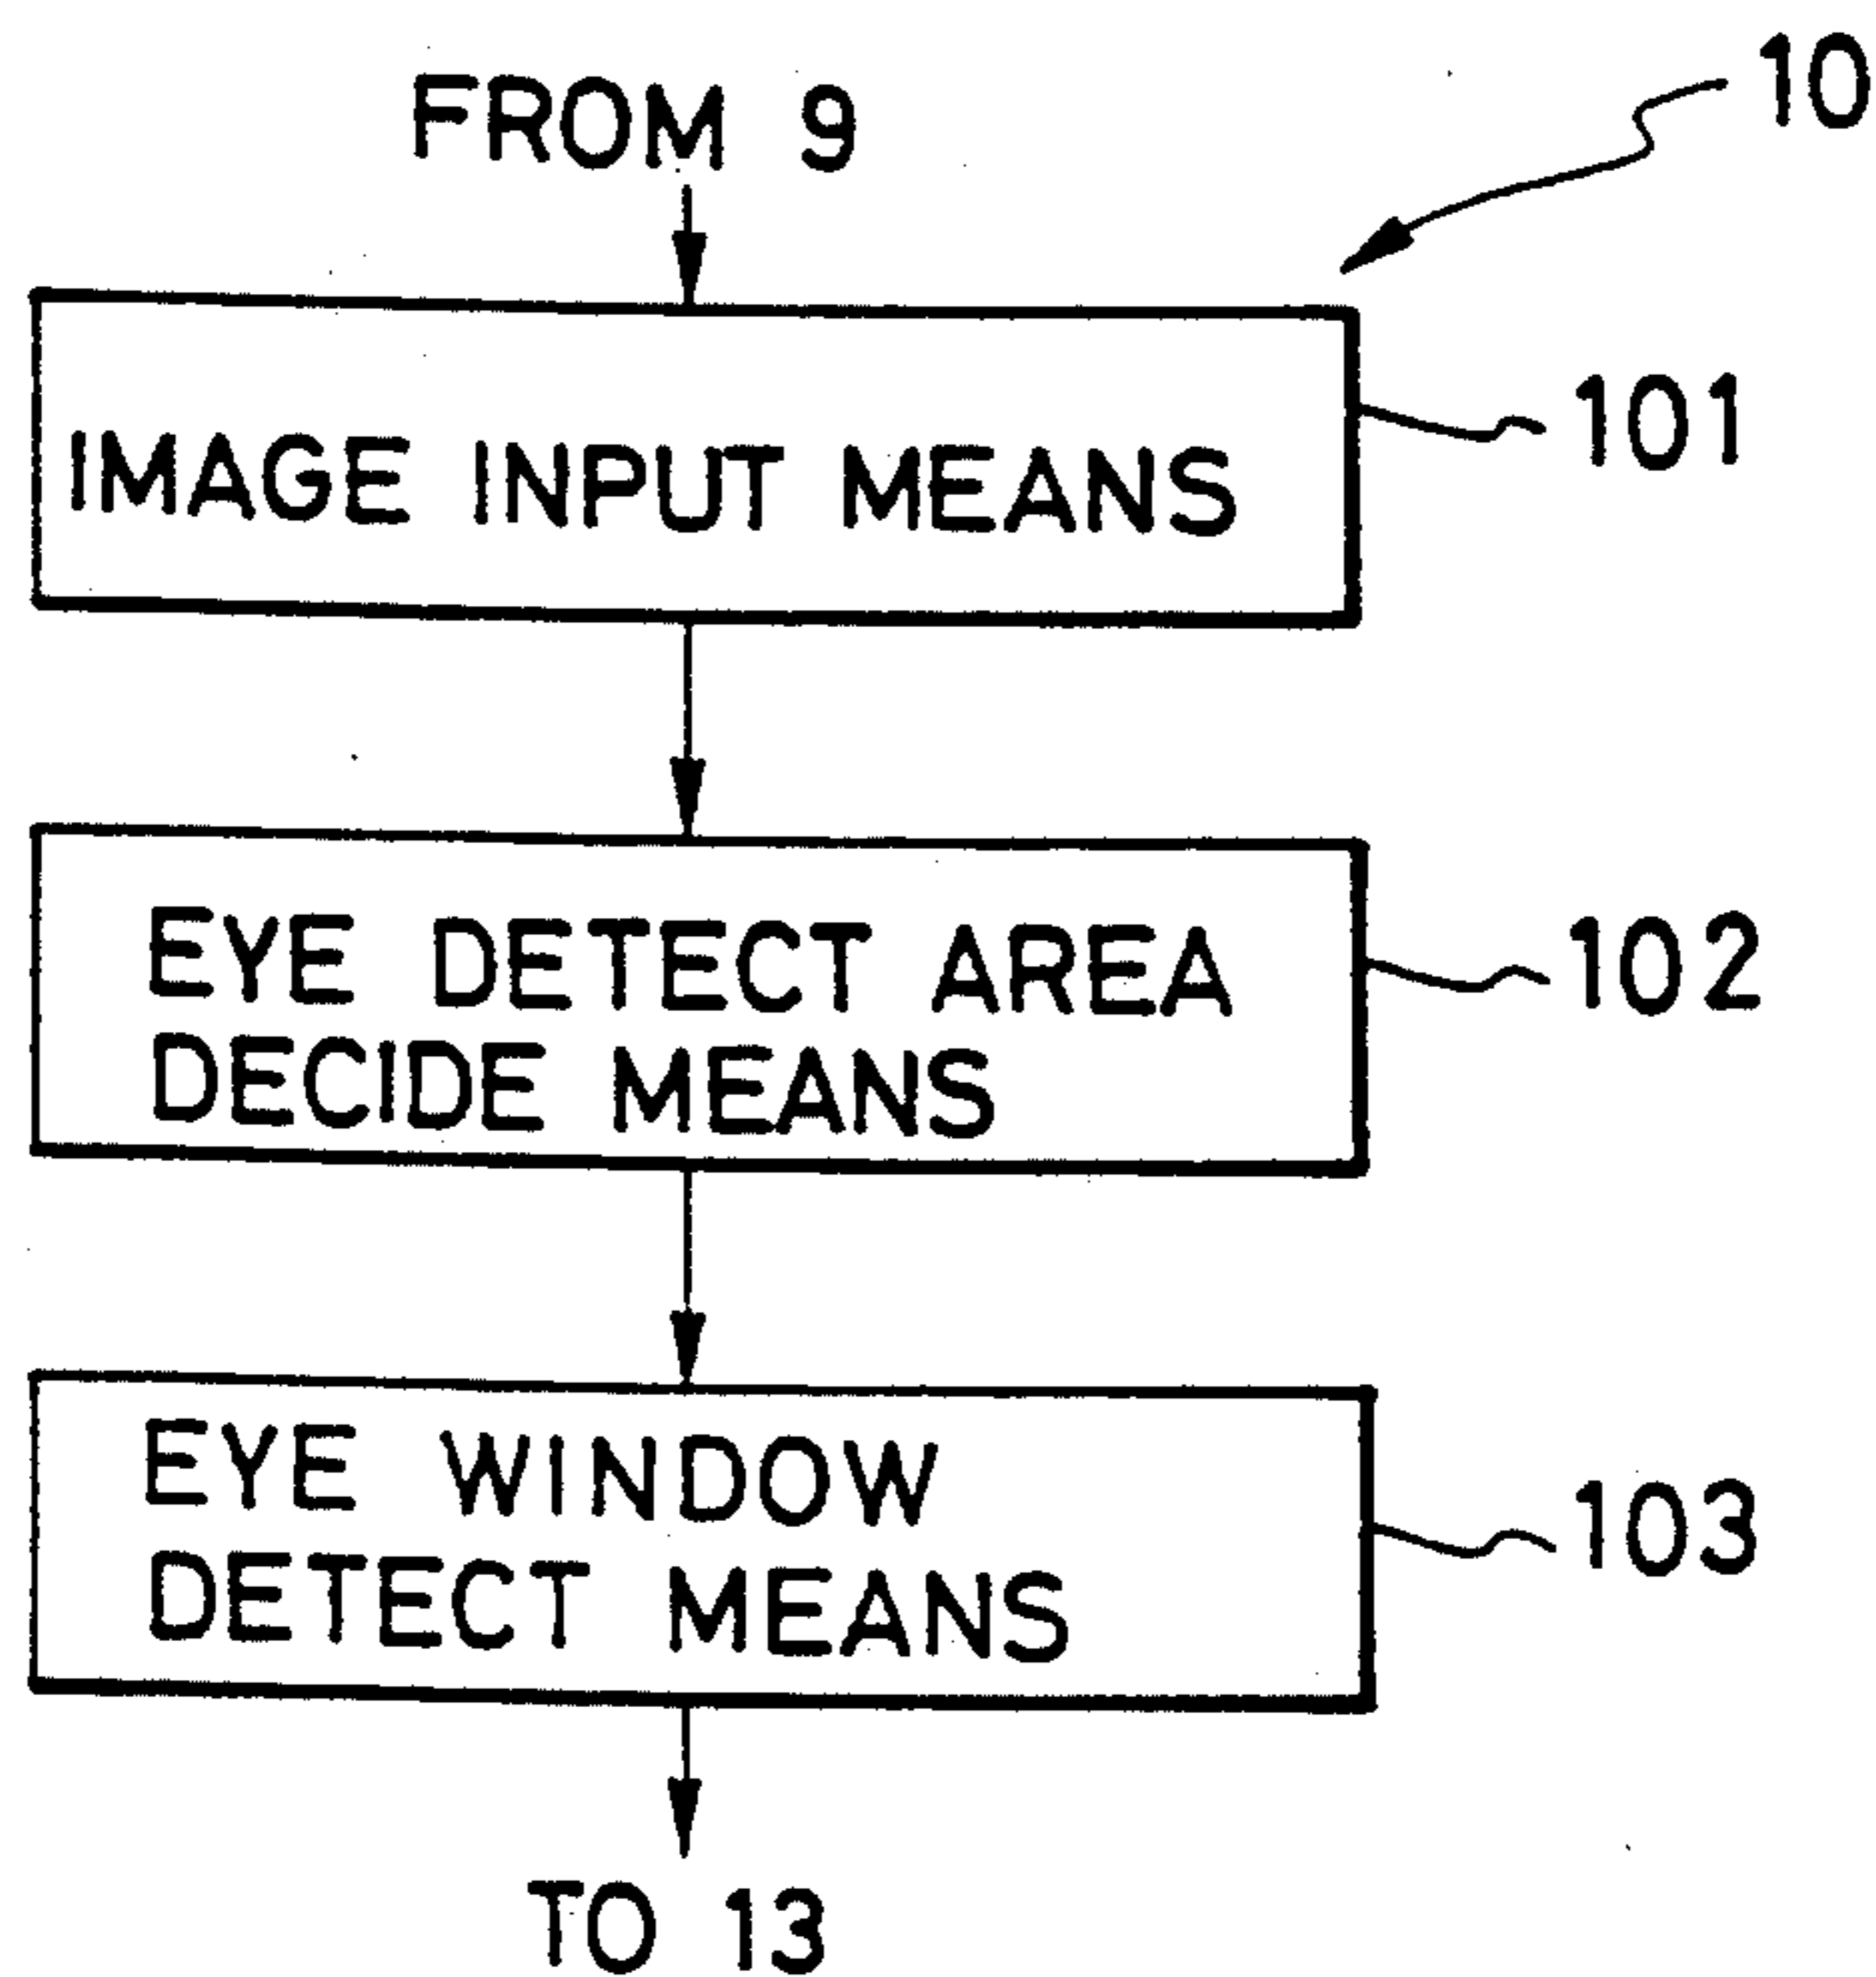 10
FROM 9
IMAGE INPUT MEANS
101
EYE DETECT AREA
DECIDE MEANS
102
EYE WINDOW
DETECT MEANS
103
TO 13